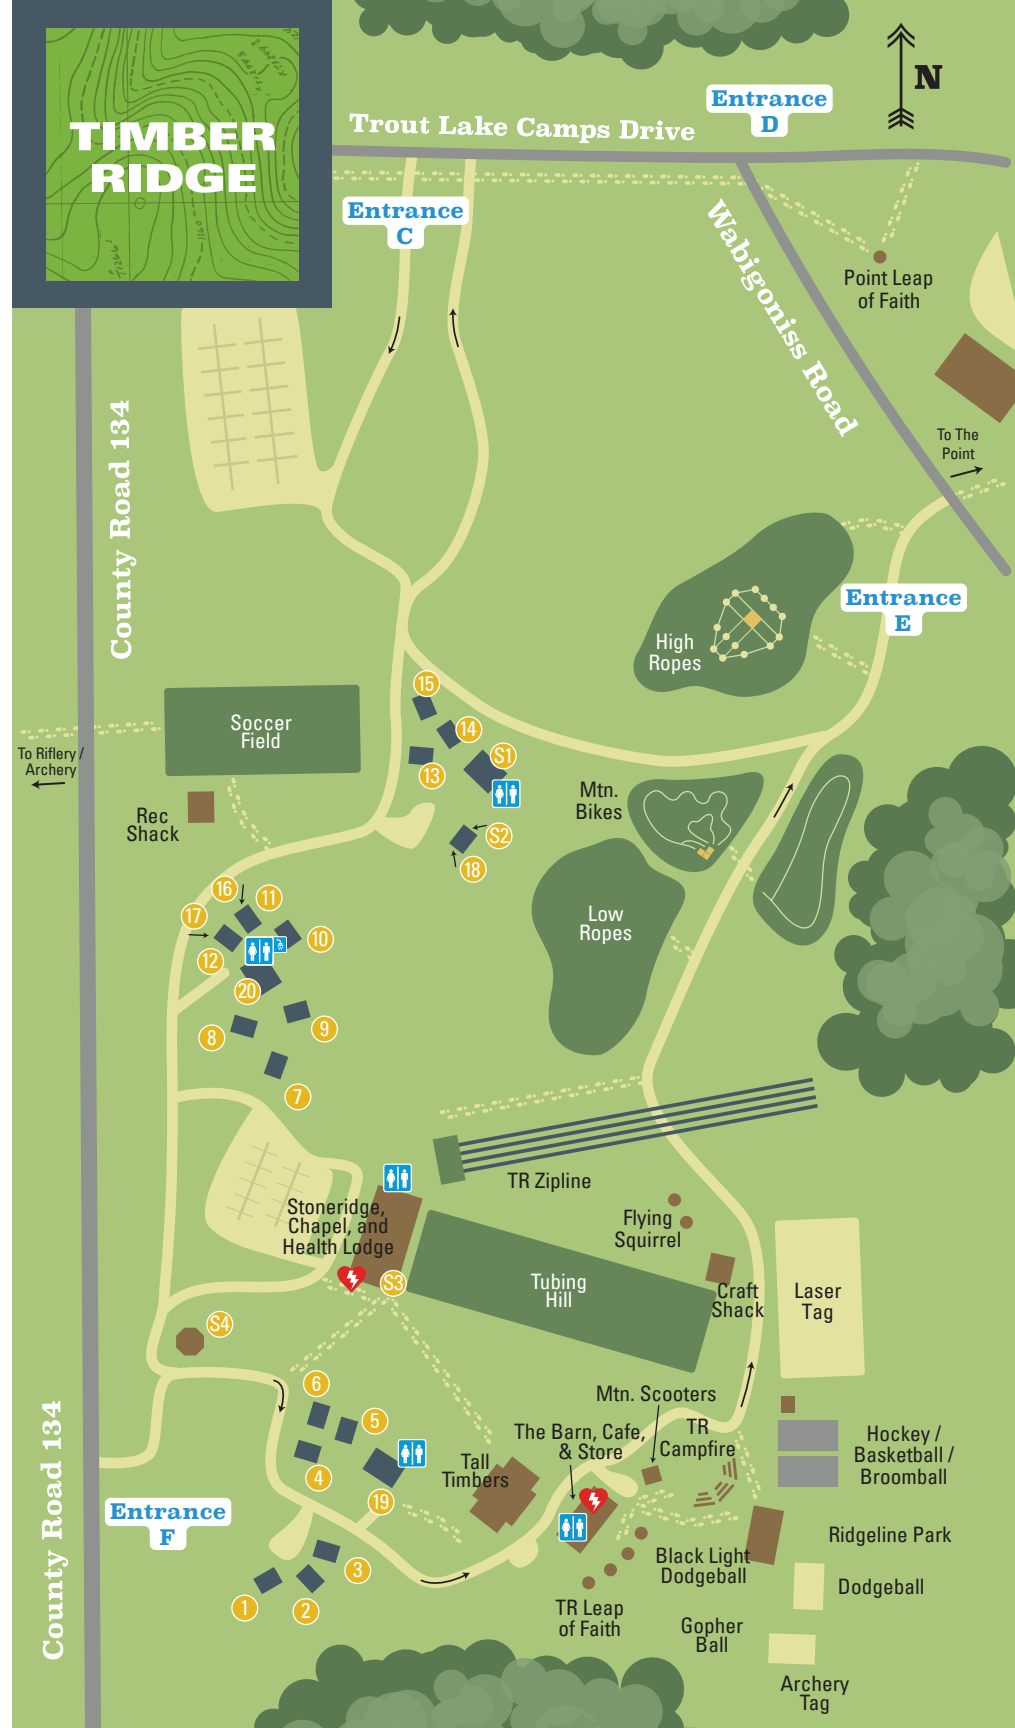 TIMBER
RIDGE
1160
N
Trout Lake Camps Drive
Entrance
D
Entrance
C
Wabigoniss Road
Point Leap
of Faith
To The
Point
County Road 134
Entrance
E
High
Ropes
Soccer
Field
To Riflery /
Archery
Rec
Shack
15
14
S1
13
S2
18
Mtn.
Bikes
Low
Ropes
16
11
17
10
12
20
8
9
7
TR Zipline
Stoneridge,
Chapel, and
Health Lodge
S3
Flying
Squirrel
Tubing
Hill
Craft
Shack
Laser
Tag
S4
6
5
4
19
Mtn. Scooters
The Barn, Cafe,
& Store
TR
Campfire
Tall
Timbers
Hockey /
Basketball /
Broomball
County Road 134
Entrance
F
Ridgeline Park
Black Light
Dodgeball
Dodgeball
3
1
2
TR Leap
of Faith
Gopher
Ball
Archery
Tag